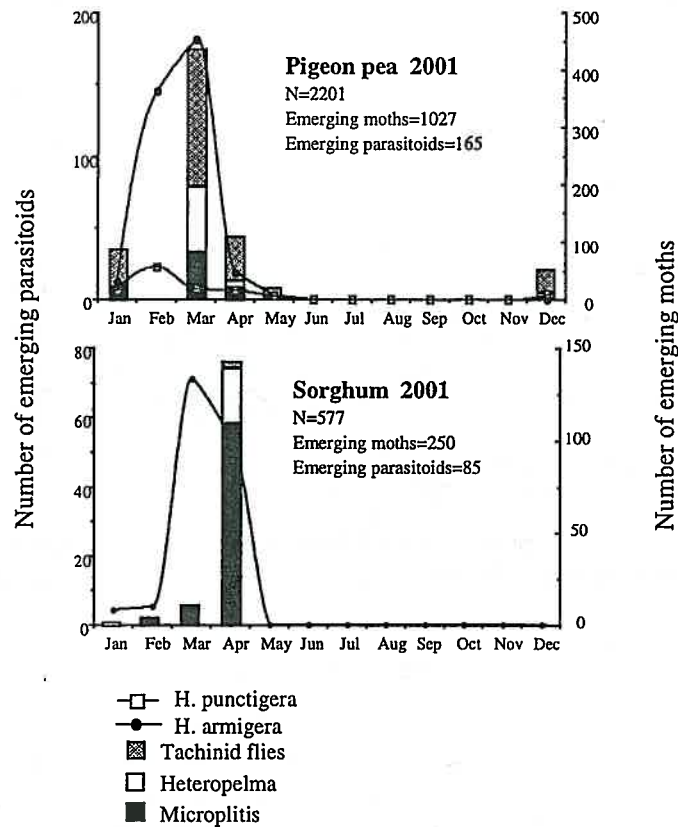 Number of emerging parasitoids
Number of emerging moths
200
100
0
500
400
300
200
100
0
Pigeon pea 2001
N=2201
Emerging moths=1027
Emerging parasitoids=165
Jan Feb Mar Apr May Jun Jul Aug Sep Oct Nov Dec
80
60
40
20
0
150
100
50
0
Sorghum 2001
N=577
Emerging moths=250
Emerging parasitoids=85
Jan Feb Mar Apr May Jun Jul Aug Sep Oct Nov Dec
H. punctigera
H. armigera
Tachinid flies
Heteropelma
Microplitis